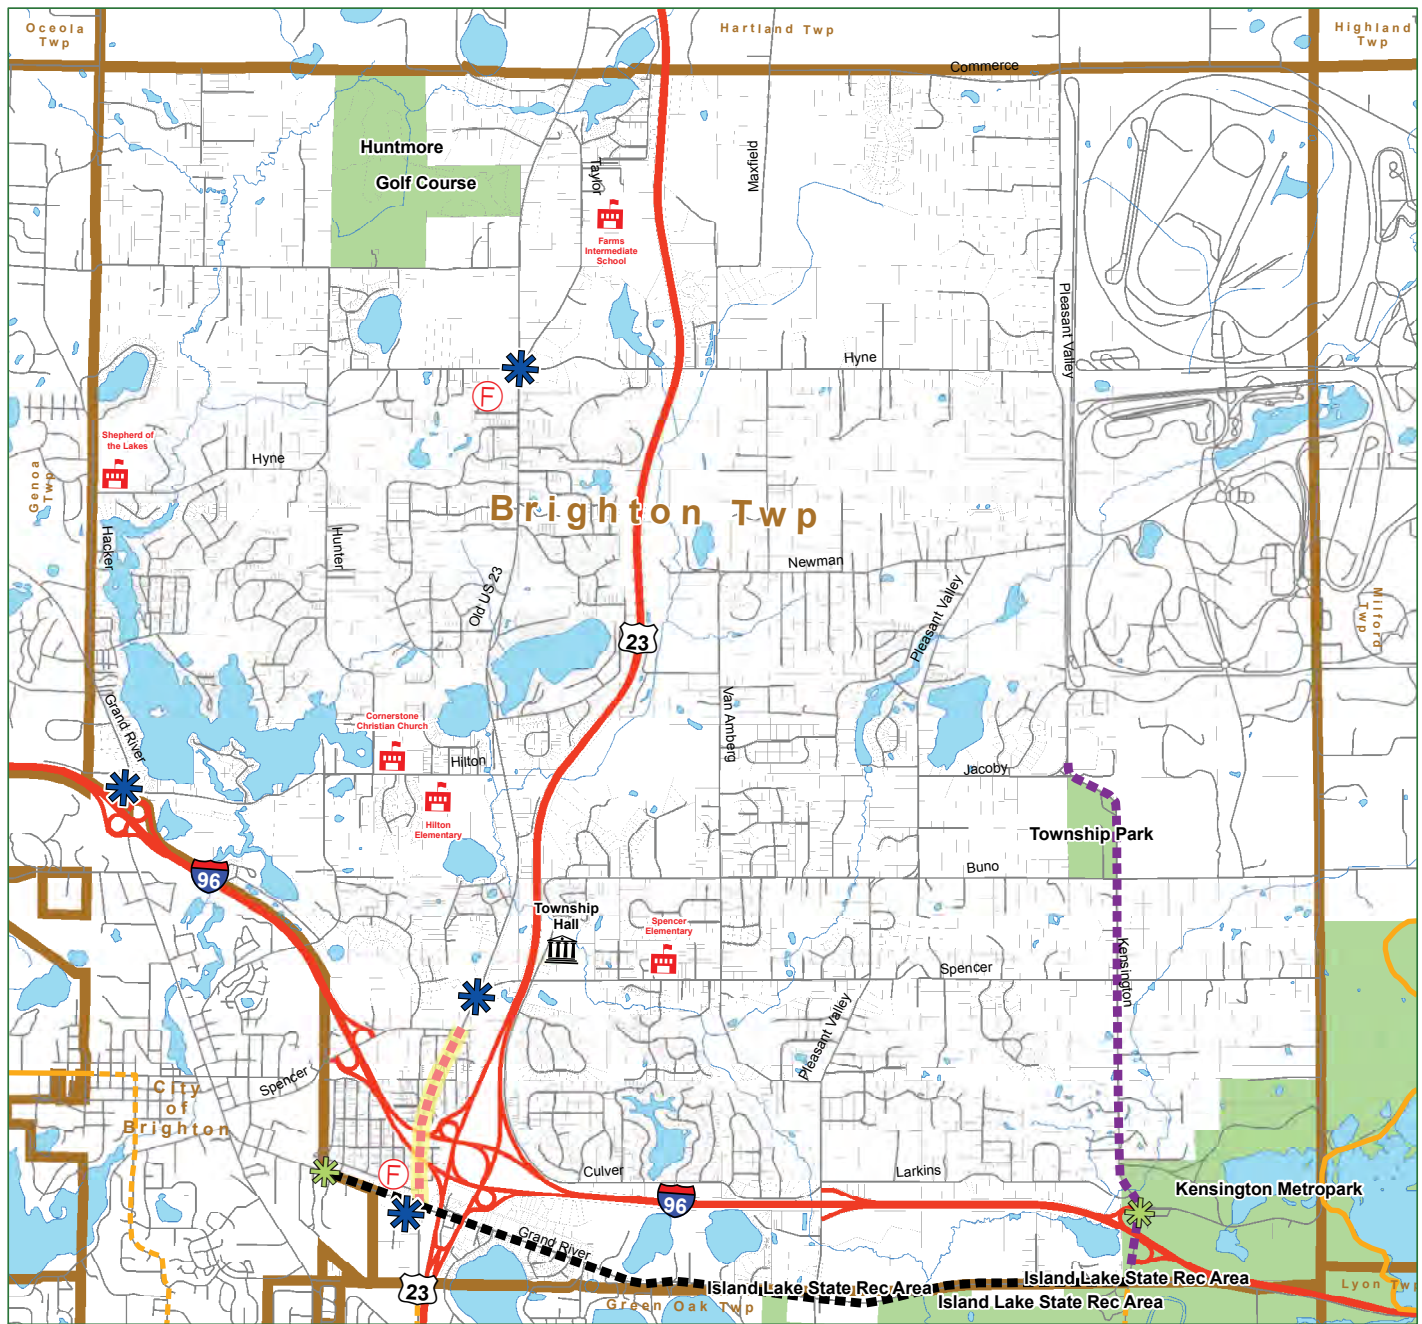 Oceola
Twp
Hartland Twp
Highland
Twp
Commerce
Huntmore
Golf Course
Taylor
Maxfield
Farms
Intermediate
School
Pleasant Valley
Hyne
F
Shepherd of
the Lakes
Hyne
Genoa
Twp
Brighton Twp
Hacker
Hunter
Old US 23
Newman
Pleasant Valley
Milford
Twp
23
Van Amberg
Grand River
Cornerstone
Christian Church
Hilton
Jacoby
Hilton
Elementary
Township Park
Buno
96
Township
Hall
Spencer
Elementary
Kensington
Spencer
Pleasant Valley
Spencer
City
of
Brighton
F
Culver
Larkins
Kensington Metropark
96
Grand River
23
Island Lake State Rec Area
Island Lake State Rec Area
Island Lake State Rec Area
Green Oak Twp
Lyon Twp